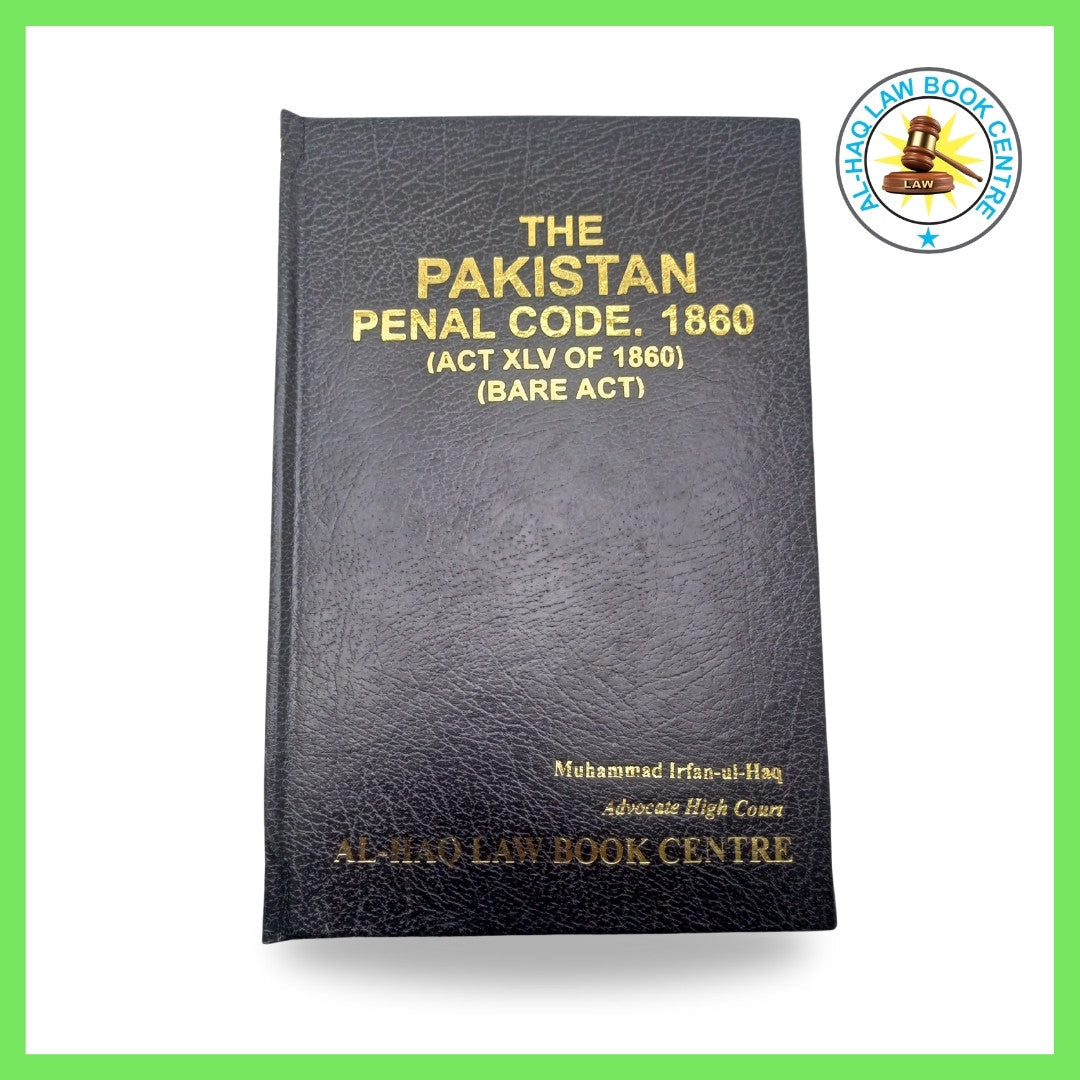 AL-HAQ LAW BOOK CENTRE
LAW
THE
PAKISTAN
PENAL CODE. 1860
(ACT XLV OF 1860)
(BARE ACT)
Muhammad Irfan-ul-Haq
Advocate High Court
AL-HAQ LAW BOOK CENTRE